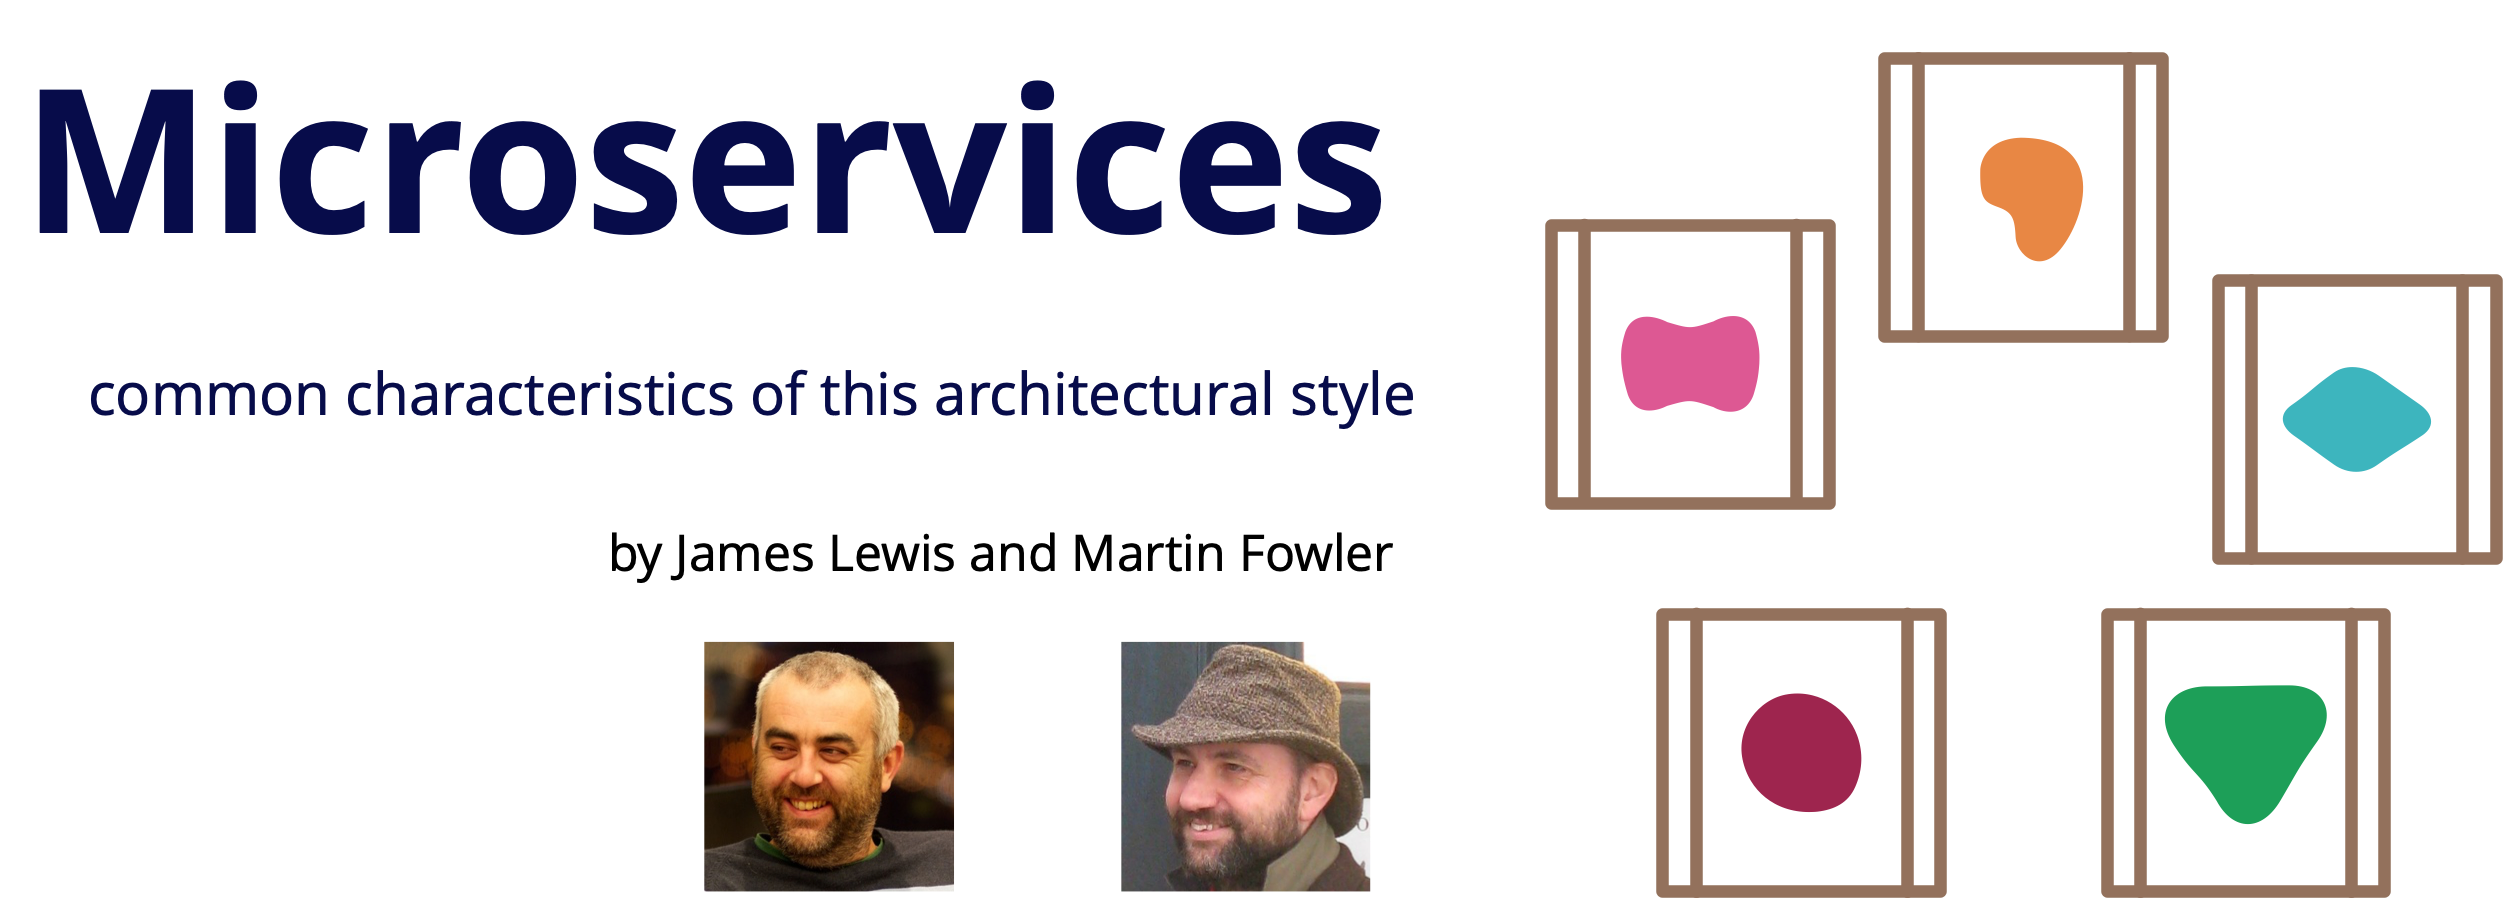 Microservices
common characteristics of this architectural style
by James Lewis and Martin Fowler